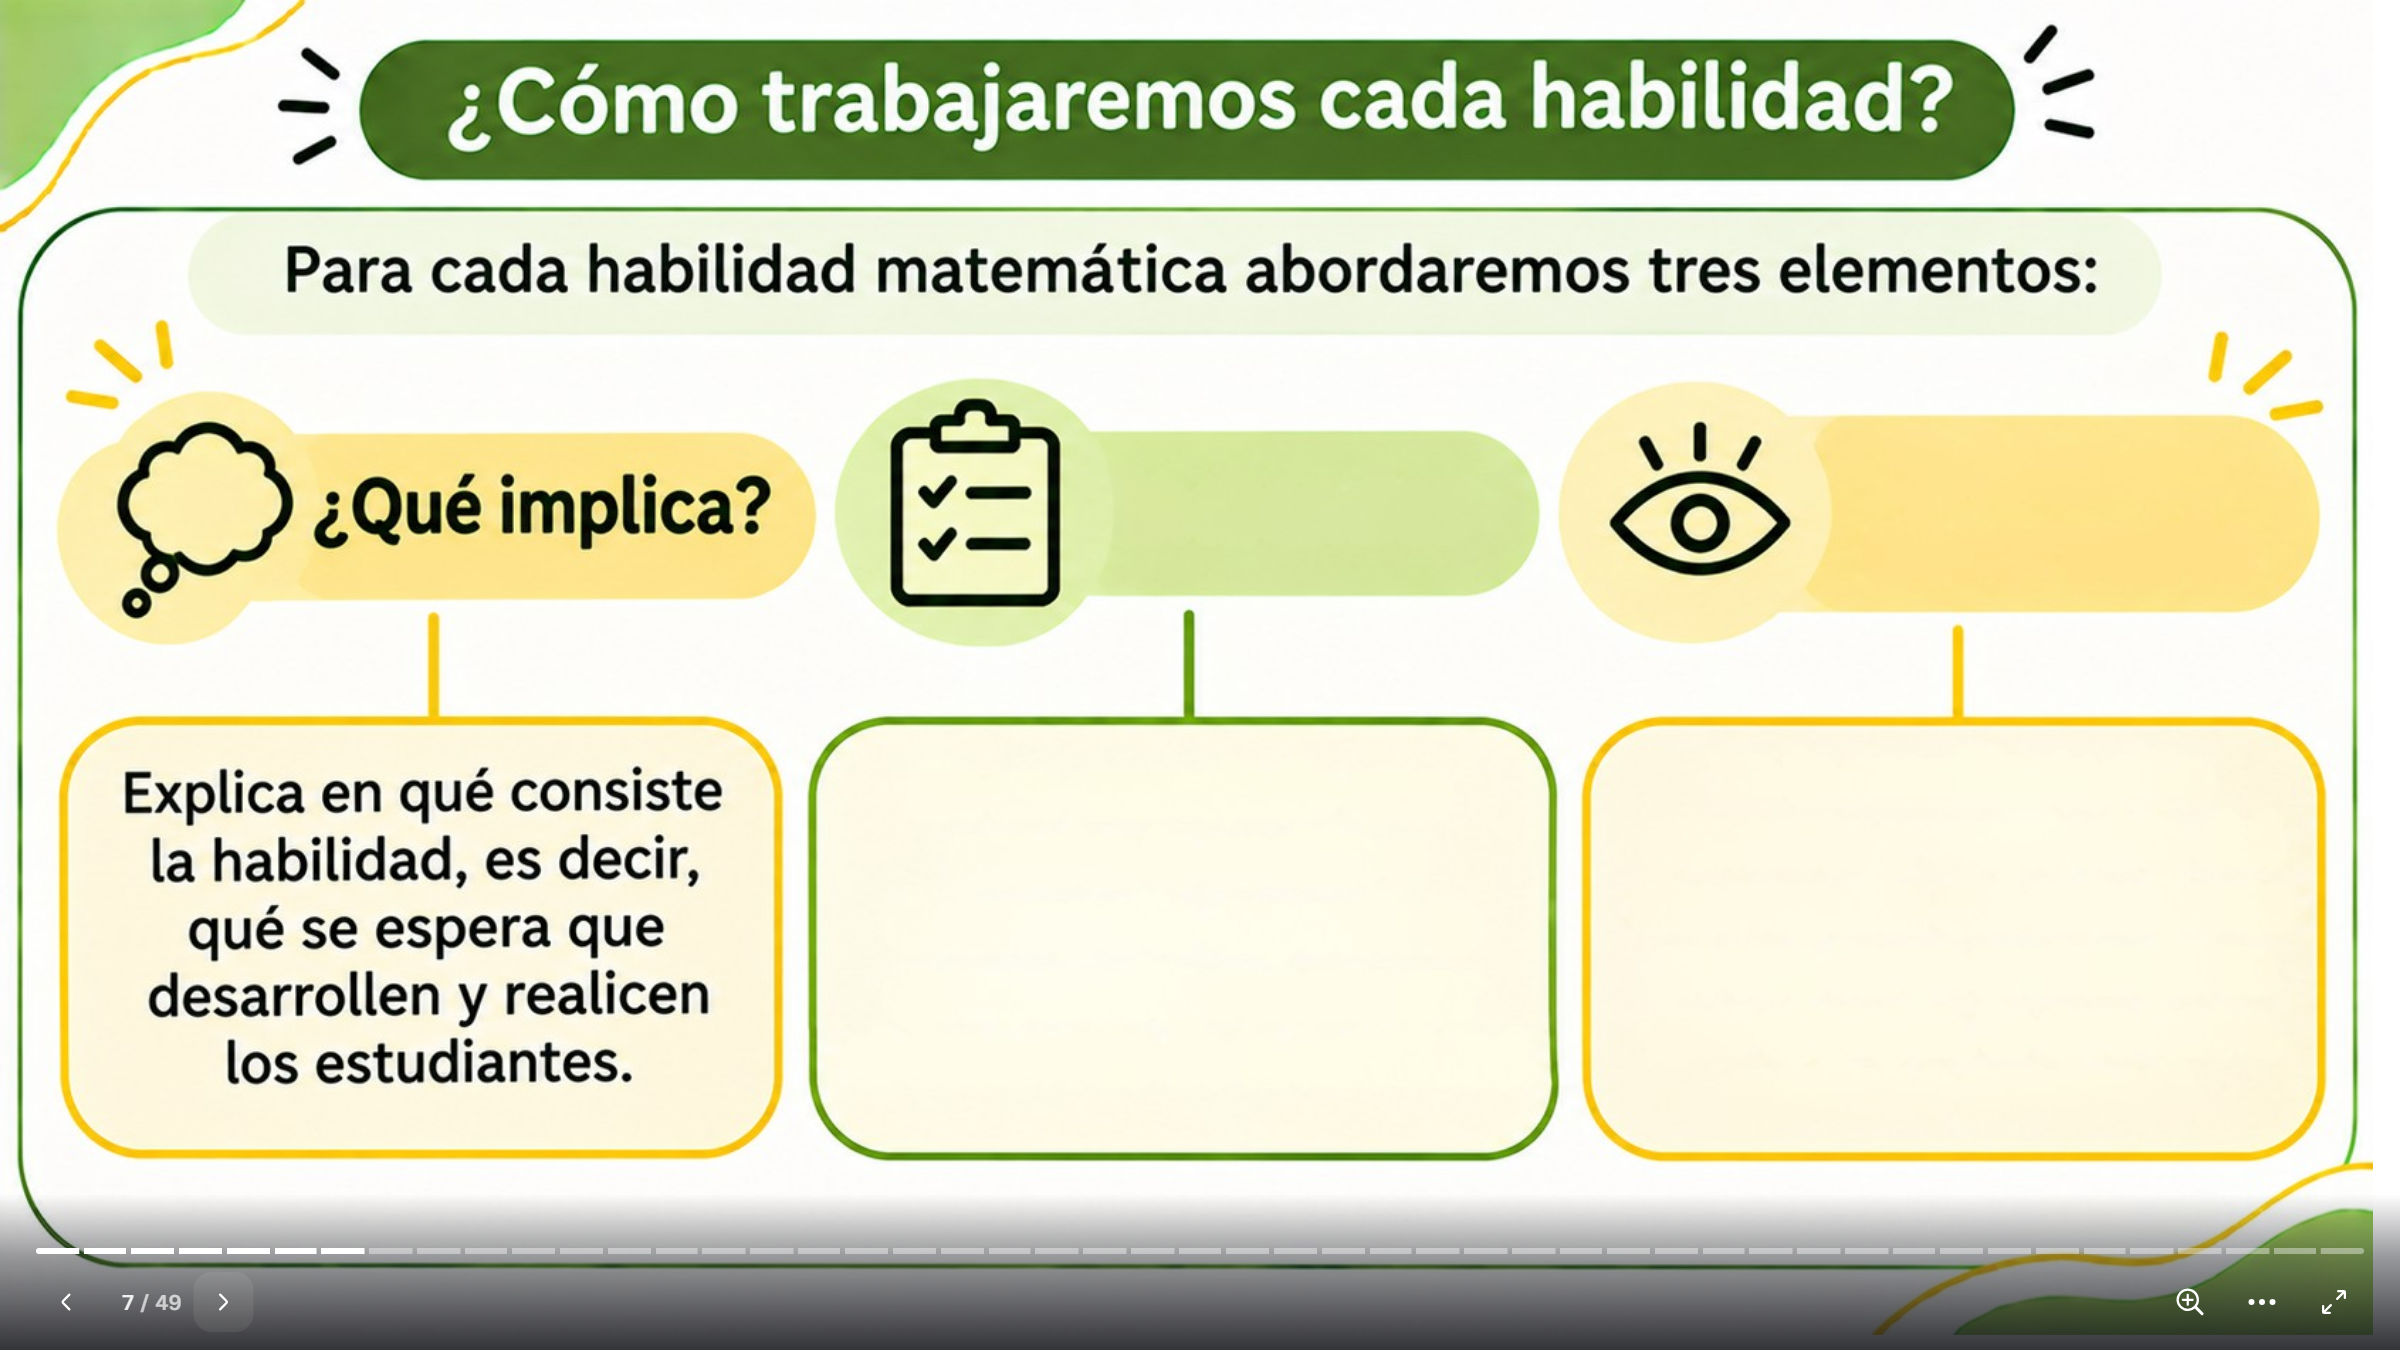 ¿Cómo trabajaremos cada habilidad?
Para cada habilidad matemática abordaremos tres elementos:
¿Qué implica?
Explica en qué consiste
la habilidad, es decir,
qué se espera que
desarrollen y realicen
los estudiantes.
7 / 49